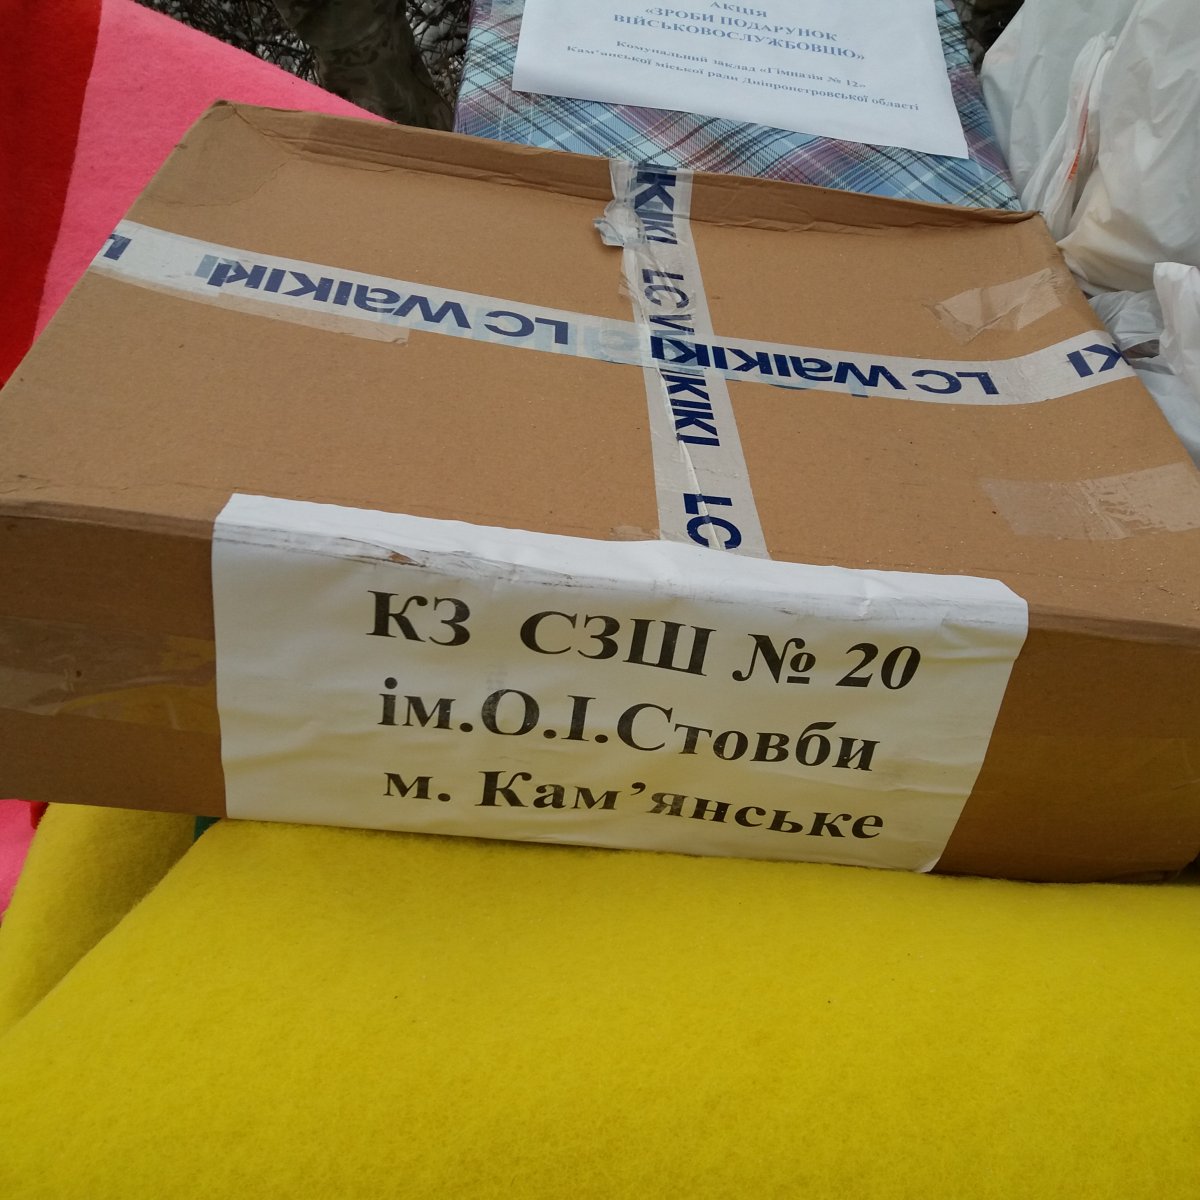 АКЦІЯ
«ЗРОБИ ПОДАРУНОК
ВІЙСЬКОВОСЛУЖБОВЦЮ»
Комунальний заклад «Гімназія № 12»
Кам'янської міської ради Дніпропетровської області
LC WAIKIKI
LC WAIKIKI
LC
КЗ СЗШ № 20
ім.О.І.Стовби
м. Кам’янське